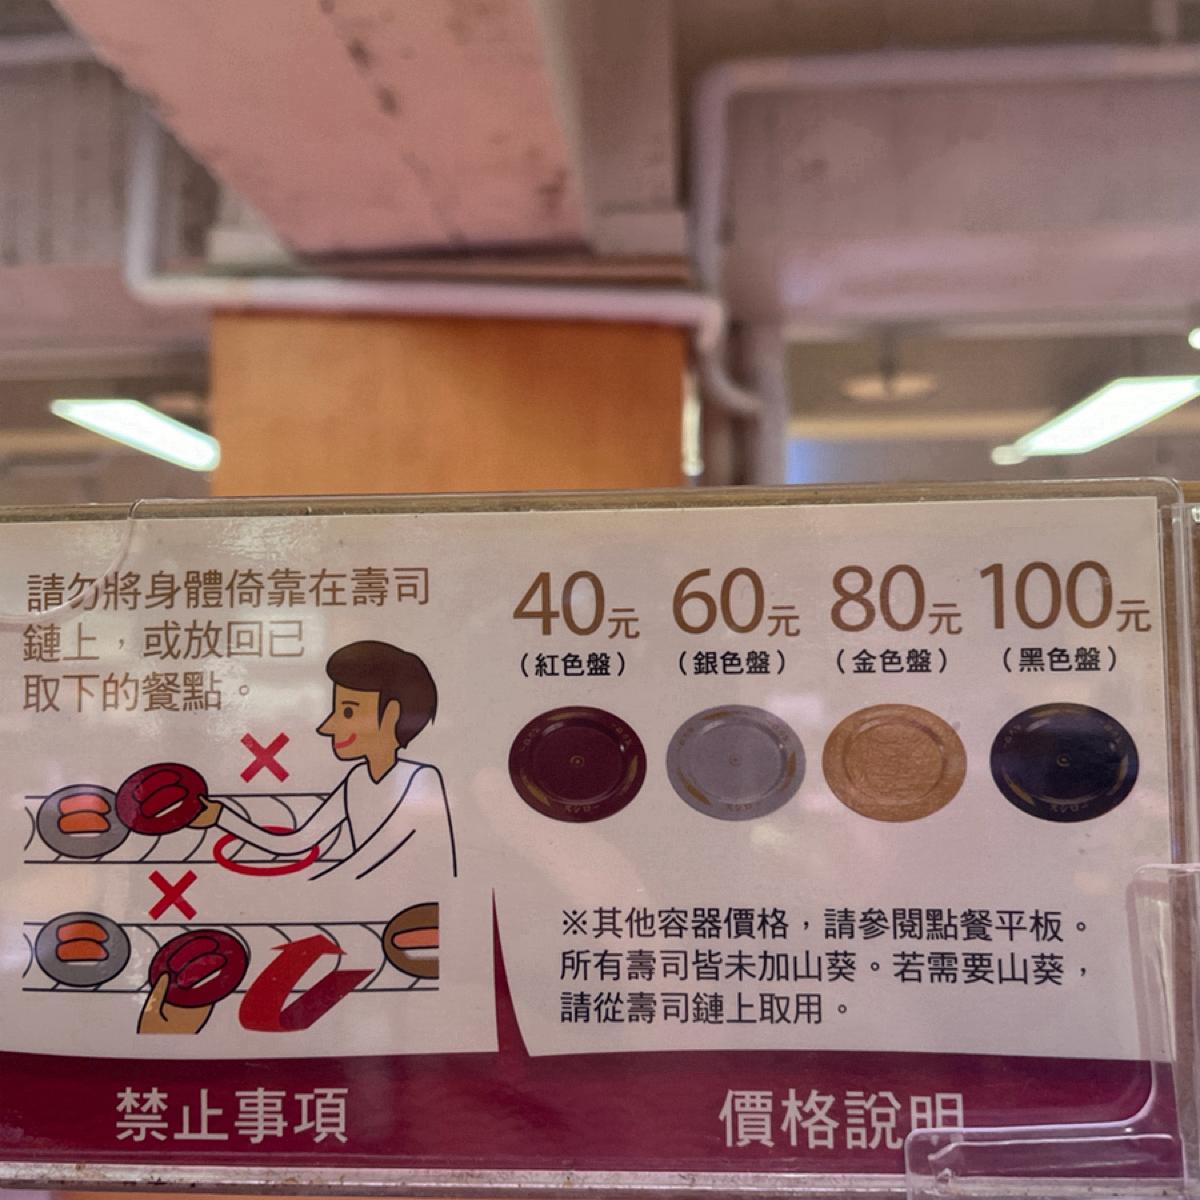 請勿將身體倚靠在壽司
鏈上，或放回已
取下的餐點。
禁止事項
40元
（紅色盤）
60元
（銀色盤）
80元
（金色盤）
100元
（黑色盤）
※其他容器價格，請參閱點餐平板。
所有壽司皆未加山葵。若需要山葵，
請從壽司鏈上取用。
價格說明